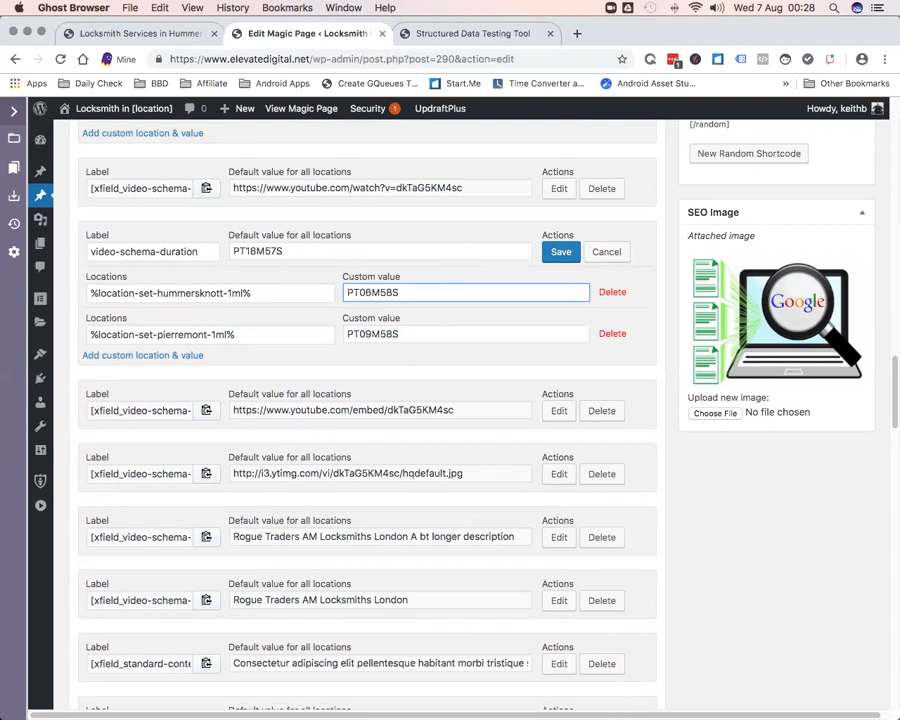 Ghost Browser File Edit View History Bookmarks Window Help Wed 7 Aug 00:28
Locksmith Services in Hummer × Edit Magic Page ‹ Locksmith × Structured Data Testing Tool × +
Mine https://www.elevatedigital.net/wp-admin/post.php?post=290&action=edit
Apps Daily Check BBD Affiliate Android Apps Create GQueues T... Start.Me Time Converter a... Android Asset Stu... » Other Bookmarks
Locksmith in [location] 0 + New View Magic Page Security 1 UpdraftPlus Howdy, keithb
Add custom location & value
[/random]
New Random Shortcode
Label Default value for all locations Actions
[xfield_video-schema- https://www.youtube.com/watch?v=dkTaG5KM4sc Edit Delete
SEO Image
Attached image
Google
Upload new image:
Choose File No file chosen
Label Default value for all locations Actions
video-schema-duration PT18M57S Save Cancel
Locations Custom value
%location-set-hummersknott-1ml% PT06M58S Delete
Locations Custom value
%location-set-pierremont-1ml% PT09M58S Delete
Add custom location & value
Label Default value for all locations Actions
[xfield_video-schema- https://www.youtube.com/embed/dkTaG5KM4sc Edit Delete
Label Default value for all locations Actions
[xfield_video-schema- http://i3.ytimg.com/vi/dkTaG5KM4sc/hqdefault.jpg Edit Delete
Label Default value for all locations Actions
[xfield_video-schema- Rogue Traders AM Locksmiths London A bt longer description Edit Delete
Label Default value for all locations Actions
[xfield_video-schema- Rogue Traders AM Locksmiths London Edit Delete
Label Default value for all locations Actions
[xfield_standard-conte Consectetur adipiscing elit pellentesque habitant morbi tristique Edit Delete